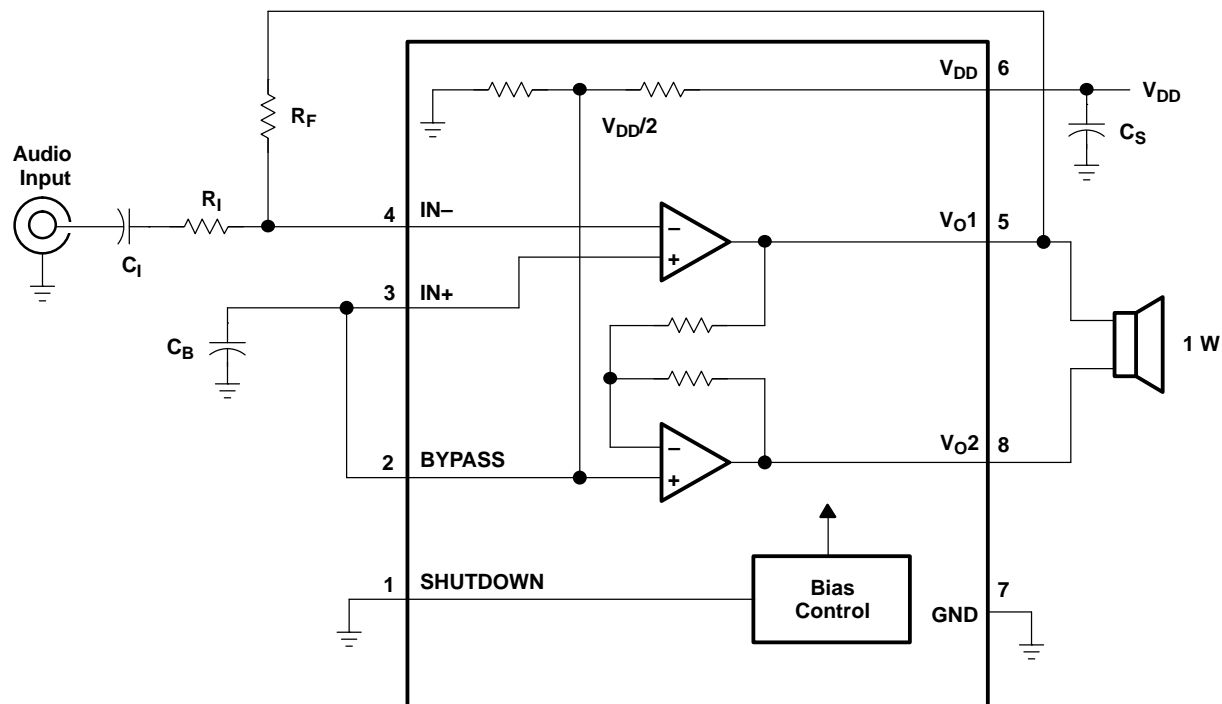 V_DD 6
V_DD
R_F
V_DD/2
C_S
Audio
Input
R_I
C_I
4 IN−
−
+
V_O1 5
3 IN+
C_B
1 W
2 BYPASS
−
+
V_O2 8
1 SHUTDOWN
Bias
Control
7
GND